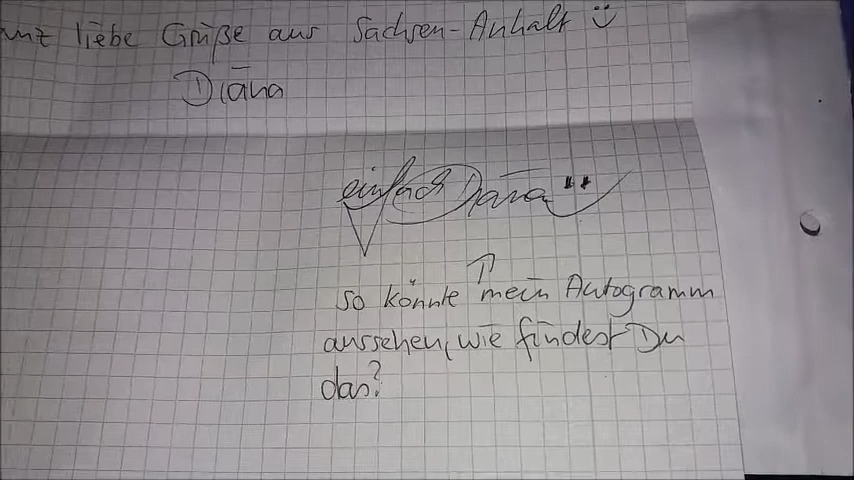 liebe Grüße aus Sachsen-Anhalt
Diana
einfach Diana
so könnte mein Autogramm
aussehen, wie findest Du
das?